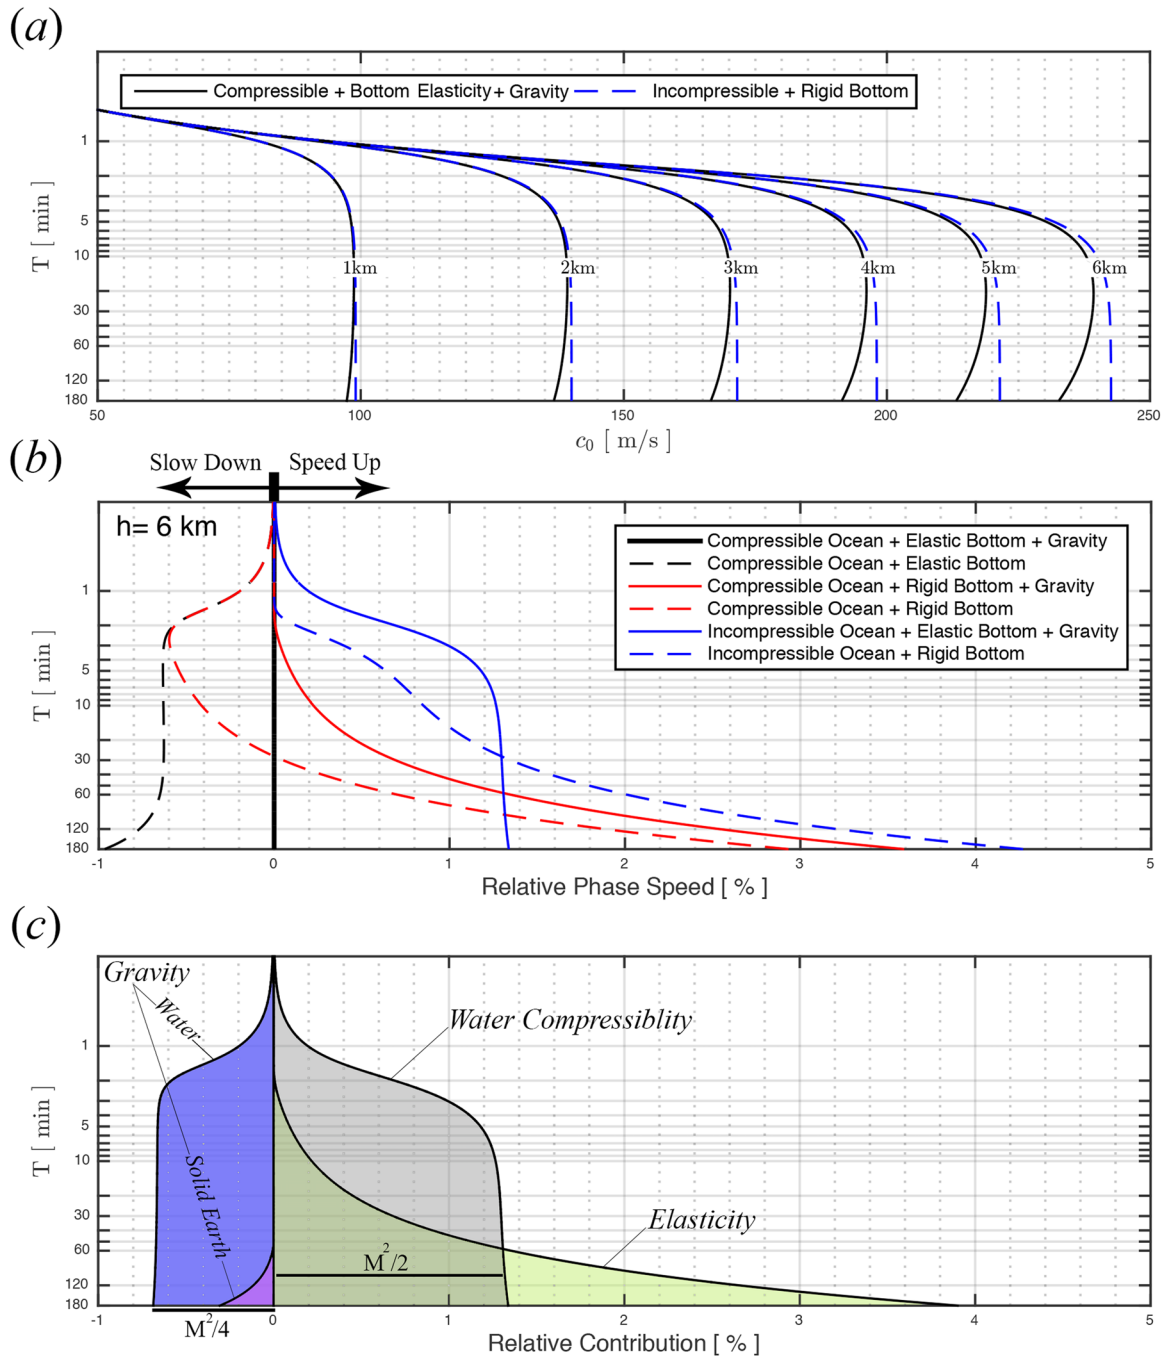 (a)
Compressible + Bottom Elasticity + Gravity
Incompressible + Rigid Bottom
T [ min ]
1
5
10
30
60
120
180
1km
2km
3km
4km
5km
6km
50
100
150
200
250
c0 [ m/s ]
(b)
Slow Down
Speed Up
h= 6 km
Compressible Ocean + Elastic Bottom + Gravity
Compressible Ocean + Elastic Bottom
Compressible Ocean + Rigid Bottom + Gravity
Compressible Ocean + Rigid Bottom
Incompressible Ocean + Elastic Bottom + Gravity
Incompressible Ocean + Rigid Bottom
T [ min ]
1
5
10
30
60
120
180
-1
0
1
2
3
4
5
Relative Phase Speed [ % ]
(c)
Gravity
Water
Water Compressiblity
Solid Earth
Elasticity
M²/2
M²/4
T [ min ]
1
5
10
30
60
120
180
-1
0
1
2
3
4
5
Relative Contribution [ % ]